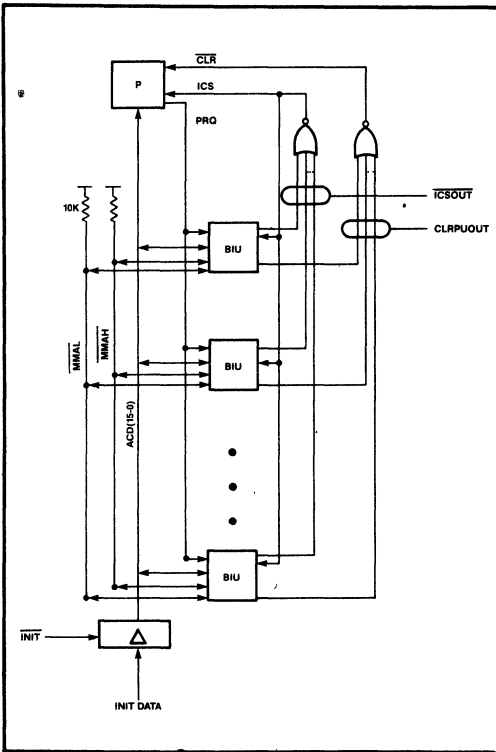 CLR
P
ICS
PRQ
10K
ICSOUT
BIU
CLRPUOUT
MMAL
MMAH
ACD(15-0)
BIU
BIU
INIT
Δ
INIT DATA